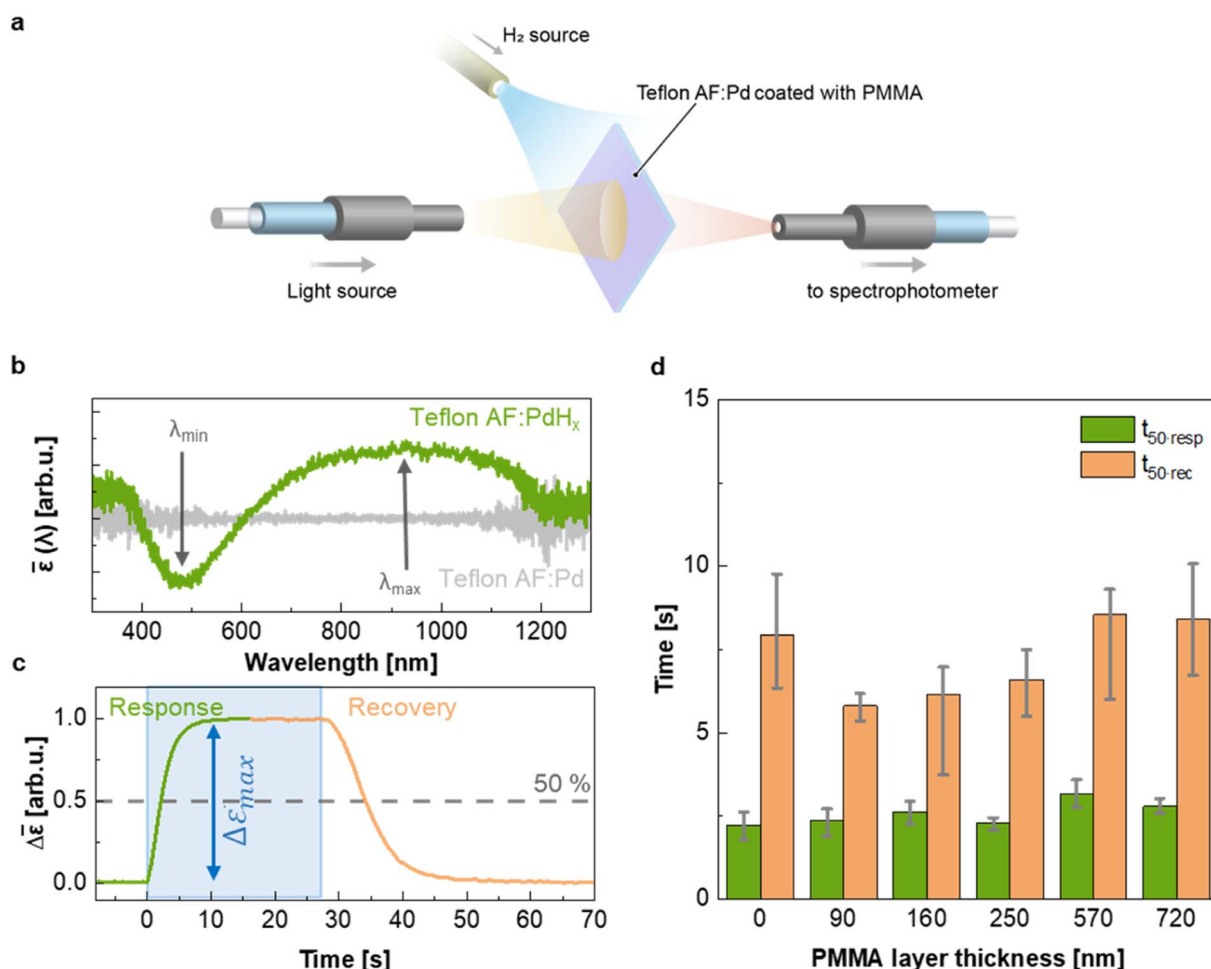 a
H₂ source
Teflon AF:Pd coated with PMMA
Light source
to spectrophotometer
b
ε̅ (λ) [arb.u.]
λmin
Teflon AF:PdHx
λmax
Teflon AF:Pd
400 600 800 1000 1200
Wavelength [nm]
c
Δε̅ [arb.u.]
1.0
0.5
0.0
Response
Recovery
50 %
Δε̇max
0 10 20 30 40 50 60 70
Time [s]
d
Time [s]
15
10
5
0
t50-resp
t50-rec
0 90 160 250 570 720
PMMA layer thickness [nm]